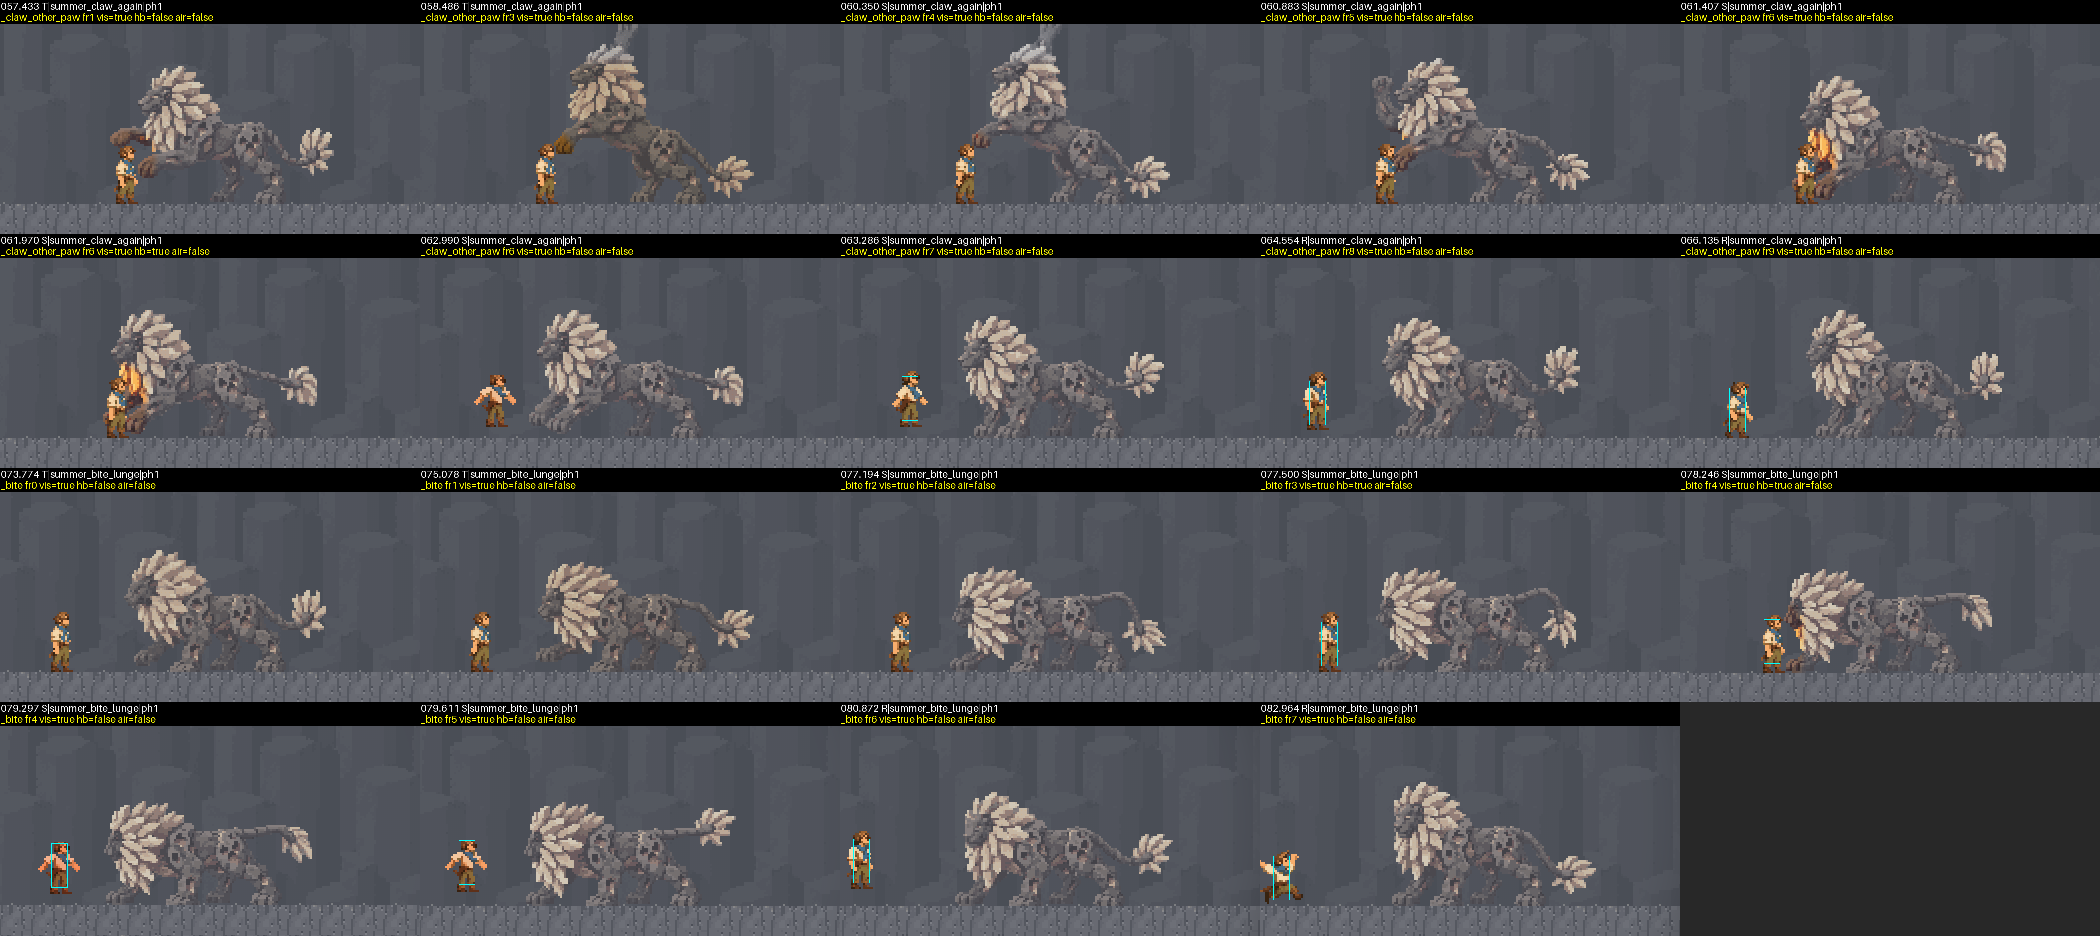 057.433 T|summer_claw_again|ph1
_claw_other_paw fr1 vis=true hb=false air=false
058.486 T|summer_claw_again|ph1
_claw_other_paw fr3 vis=true hb=false air=false
060.350 S|summer_claw_again|ph1
_claw_other_paw fr4 vis=true hb=false air=false
060.883 S|summer_claw_again|ph1
_claw_other_paw fr5 vis=true hb=false air=false
061.407 S|summer_claw_again|ph1
_claw_other_paw fr6 vis=true hb=false air=false
061.970 S|summer_claw_again|ph1
_claw_other_paw fr6 vis=true hb=true air=false
062.990 S|summer_claw_again|ph1
_claw_other_paw fr6 vis=true hb=false air=false
063.286 S|summer_claw_again|ph1
_claw_other_paw fr7 vis=true hb=false air=false
064.554 R|summer_claw_again|ph1
_claw_other_paw fr8 vis=true hb=false air=false
066.135 R|summer_claw_again|ph1
_claw_other_paw fr9 vis=true hb=false air=false
073.774 T|summer_bite_lunge|ph1
_bite fr0 vis=true hb=false air=false
075.078 T|summer_bite_lunge|ph1
_bite fr1 vis=true hb=false air=false
077.194 S|summer_bite_lunge|ph1
_bite fr2 vis=true hb=false air=false
077.500 S|summer_bite_lunge|ph1
_bite fr3 vis=true hb=true air=false
078.246 S|summer_bite_lunge|ph1
_bite fr4 vis=true hb=true air=false
079.297 S|summer_bite_lunge|ph1
_bite fr4 vis=true hb=false air=false
079.611 S|summer_bite_lunge|ph1
_bite fr5 vis=true hb=false air=false
080.872 R|summer_bite_lunge|ph1
_bite fr6 vis=true hb=false air=false
082.964 R|summer_bite_lunge|ph1
_bite fr7 vis=true hb=false air=false